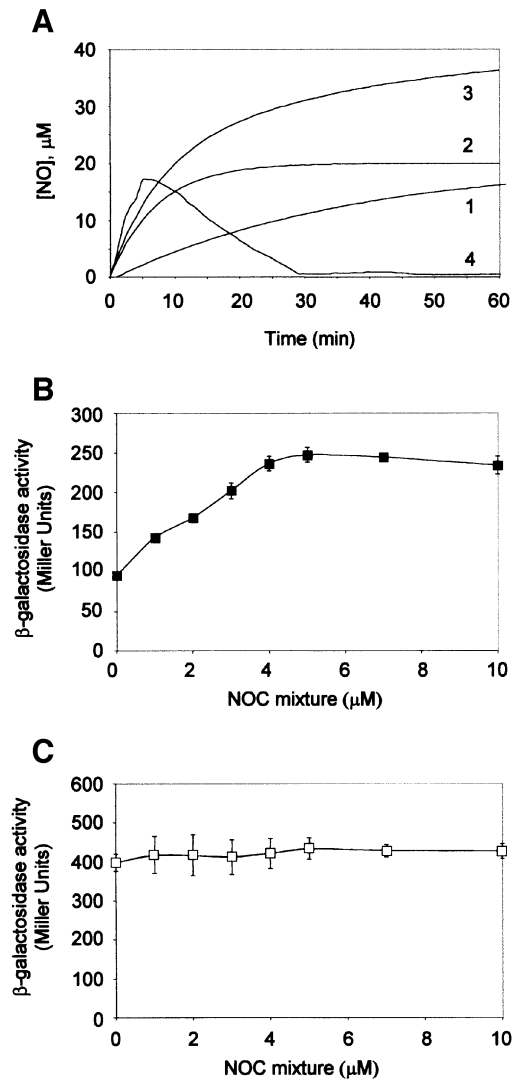 A
40
30
20
10
0
[NO], μM
3
2
1
4
0 10 20 30 40 50 60
Time (min)
B
300
250
200
150
100
50
0
β-galactosidase activity
(Miller Units)
0 2 4 6 8 10
NOC mixture (μM)
C
600
500
400
300
200
100
0
β-galactosidase activity
(Miller Units)
0 2 4 6 8 10
NOC mixture (μM)